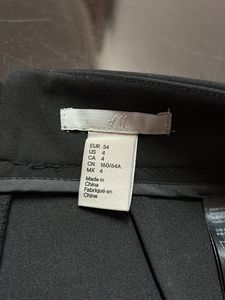 H&M
EUR 34
US 4
CA 4
CN 160/64A
MX 4
Made in
China
Fabriqué en
Chine